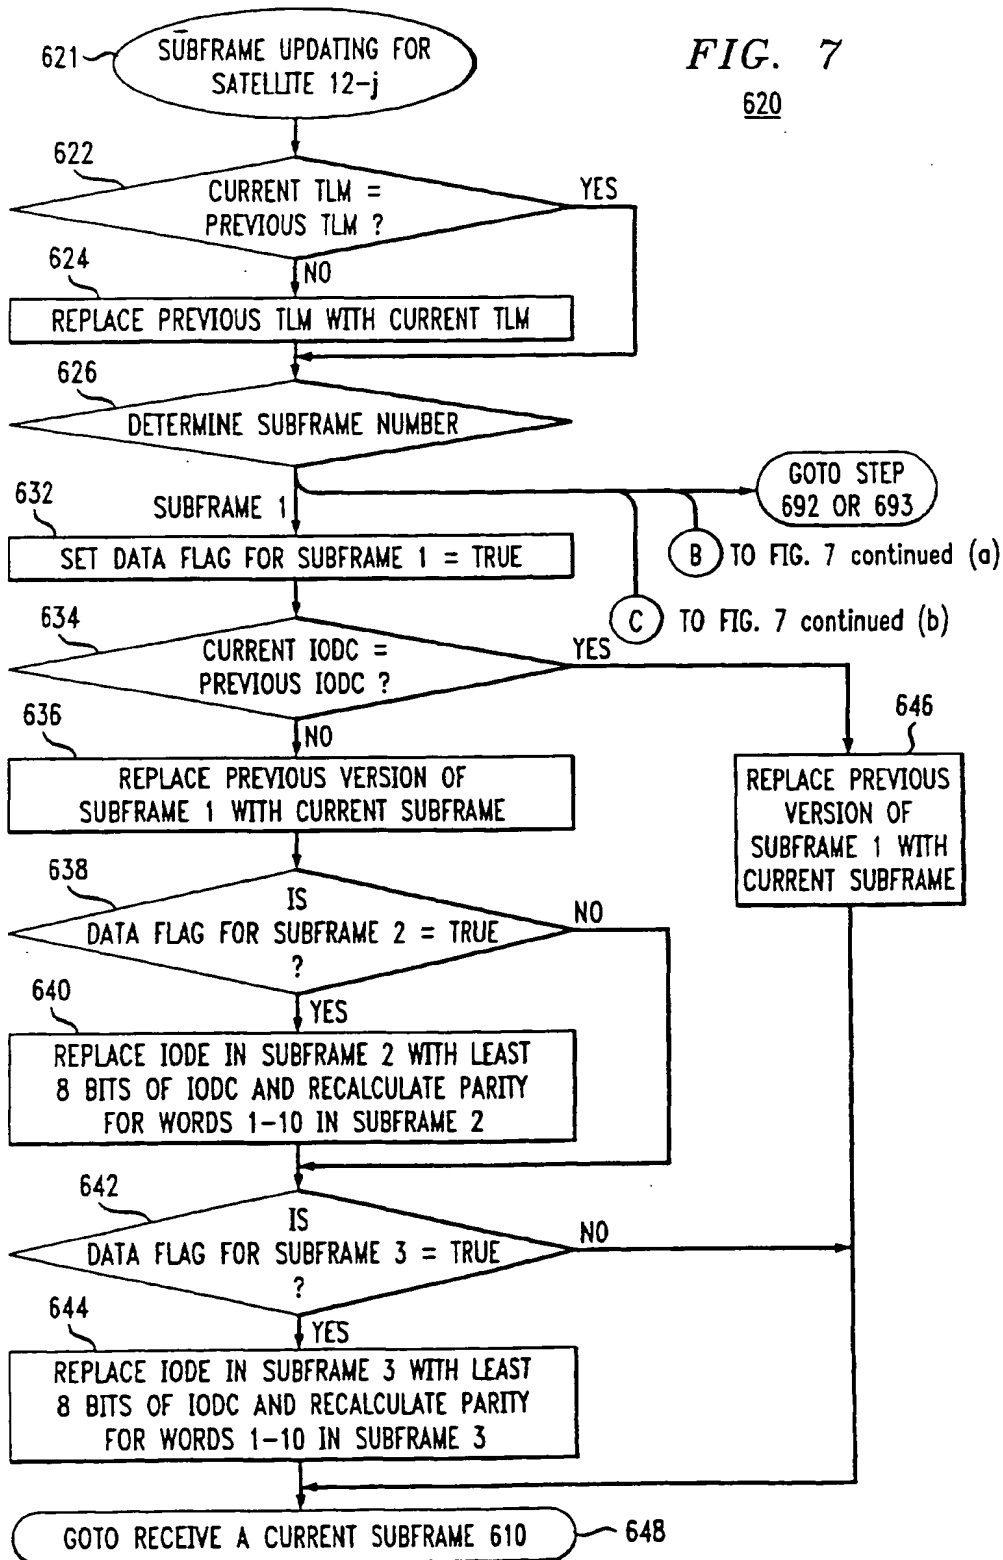 FIG. 7
620
621
SUBFRAME UPDATING FOR
SATELLITE 12-j
622
CURRENT TLM =
PREVIOUS TLM ?
YES
NO
624
REPLACE PREVIOUS TLM WITH CURRENT TLM
626
DETERMINE SUBFRAME NUMBER
GOTO STEP
692 OR 693
632
SUBFRAME 1
SET DATA FLAG FOR SUBFRAME 1 = TRUE
B TO FIG. 7 continued (a)
C TO FIG. 7 continued (b)
634
CURRENT IODC =
PREVIOUS IODC ?
YES
NO
636
REPLACE PREVIOUS VERSION OF
SUBFRAME 1 WITH CURRENT SUBFRAME
646
REPLACE PREVIOUS
VERSION OF
SUBFRAME 1 WITH
CURRENT SUBFRAME
638
IS
DATA FLAG FOR SUBFRAME 2 = TRUE
?
NO
YES
640
REPLACE IODE IN SUBFRAME 2 WITH LEAST
8 BITS OF IODC AND RECALCULATE PARITY
FOR WORDS 1-10 IN SUBFRAME 2
642
IS
DATA FLAG FOR SUBFRAME 3 = TRUE
?
NO
YES
644
REPLACE IODE IN SUBFRAME 3 WITH LEAST
8 BITS OF IODC AND RECALCULATE PARITY
FOR WORDS 1-10 IN SUBFRAME 3
GOTO RECEIVE A CURRENT SUBFRAME 610
648